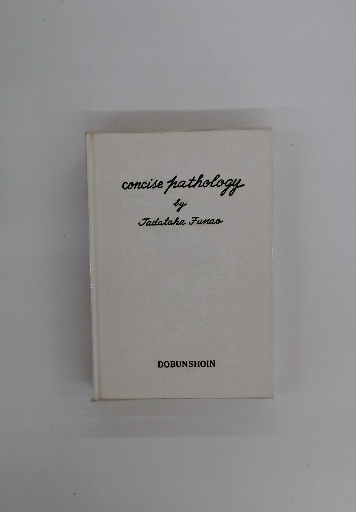 concise pathology
by
Tadataka Funao
DOBUNSHOIN